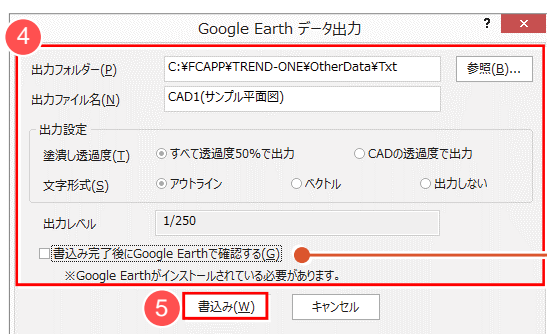 4
Google Earth データ出力
?
×
出力フォルダー(P)
C:¥FCAPP¥TREND-ONE¥OtherData¥Txt
参照(B)...
出力ファイル名(N)
CAD1(サンプル平面図)
出力設定
塗潰し透過度(T)
すべて透過度50%で出力
CADの透過度で出力
文字形式(S)
アウトライン
ベクトル
出力しない
出力レベル
1/250
書込み完了後にGoogle Earthで確認する(G)
※Google Earthがインストールされている必要があります。
5
書込み(W)
キャンセル